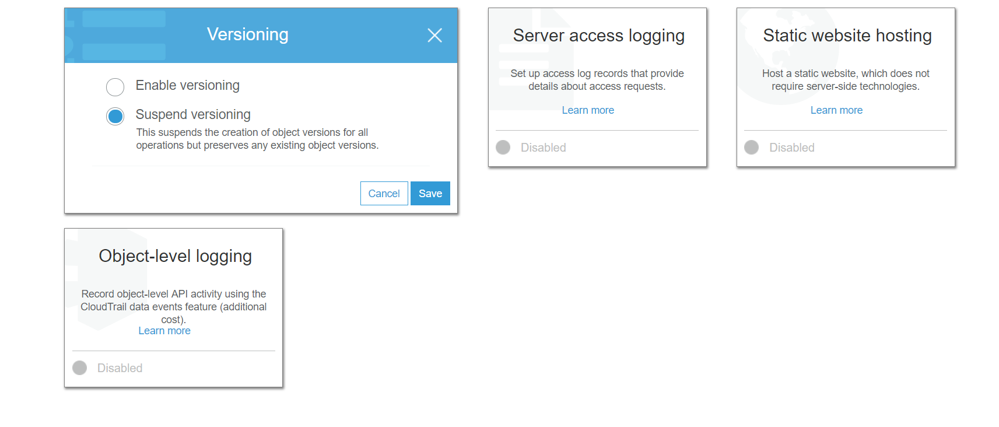 Versioning
Enable versioning
Suspend versioning
This suspends the creation of object versions for all
operations but preserves any existing object versions.
Cancel
Save
Server access logging
Set up access log records that provide
details about access requests.
Learn more
Disabled
Static website hosting
Host a static website, which does not
require server-side technologies.
Learn more
Disabled
Object-level logging
Record object-level API activity using the
CloudTrail data events feature (additional
cost).
Learn more
Disabled